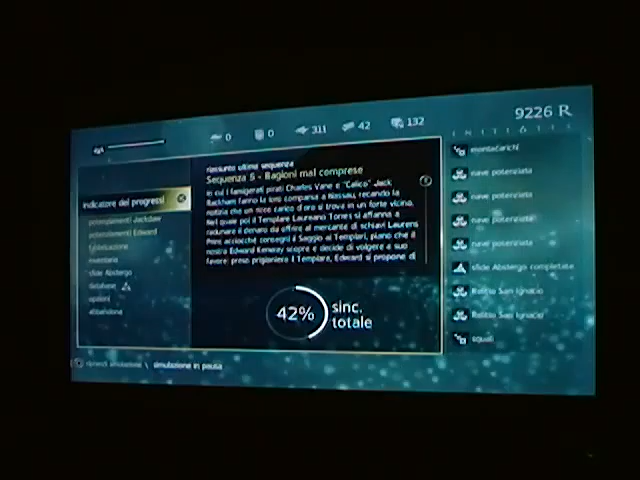 9226 R
0
0
311
42
132
riassunto ultima sequenza
Sequenza 5 - Ragioni mal comprese
in cui i famigerati pirati Charles Vane e "Calico" Jack
Rackham fanno la loro comparsa a Nassau, recando la
notizia che un ricco carico d'oro si trova in un forte vicino.
Nel quale poi il Templare Laureano Torres si affanna a
radunare il denaro da offrire al mercante di schiavi Laurens
Prins acciocché consegni il Saggio ai Templari, piano che il
nostro Edward Kenway scopre e decide di volgere a suo
favore: preso prigioniero il Templare, Edward si propone di
indicatore dei progressi
potenziamenti Jackdaw
potenziamenti Edward
fabbricazione
inventario
sfide Abstergo
database
opzioni
abbandona
42%
sinc.
totale
montacarichi
nave potenziata
nave potenziata
nave potenziata
nave potenziata
sfide Abstergo completate
Relitto San Ignacio
Relitto San Ignacio
squali
riprendi simulazione \ simulazione in pausa